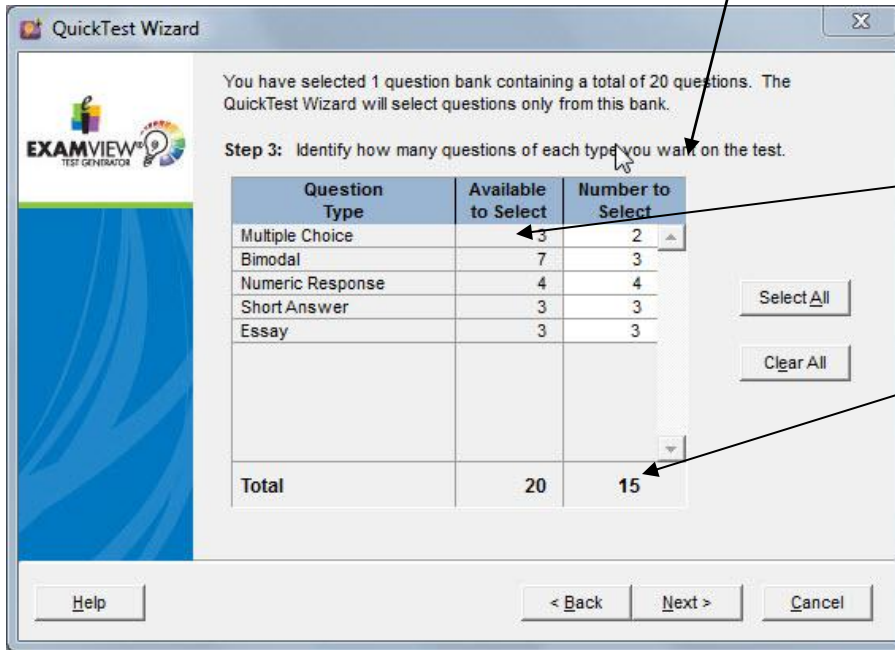 QuickTest Wizard
You have selected 1 question bank containing a total of 20 questions. The
QuickTest Wizard will select questions only from this bank.
e
EXAMVIEW®
TEST GENERATOR
Step 3: Identify how many questions of each type you want on the test.
Question Type Available to Select Number to Select
Multiple Choice 3 2
Bimodal 7 3
Numeric Response 4 4
Short Answer 3 3
Essay 3 3
Total 20 15
Select All
Clear All
Help < Back Next > Cancel